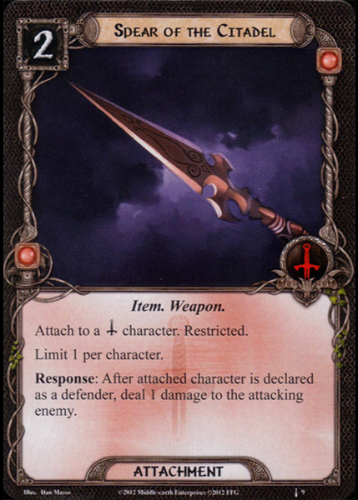 2
SPEAR OF THE CITADEL
Item. Weapon.
Attach to a character. Restricted.
Limit 1 per character.
Response: After attached character is declared
as a defender, deal 1 damage to the attacking
enemy.
ATTACHMENT
Illus. Dan Masso ©2012 Middle-earth Enterprises ©2012 FFG 9